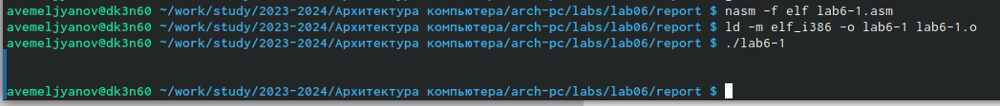 avemeljyanov@dk3n60 ~/work/study/2023-2024/Архитектура компьютера/arch-pc/labs/lab06/report $ nasm -f elf lab6-1.asm
avemeljyanov@dk3n60 ~/work/study/2023-2024/Архитектура компьютера/arch-pc/labs/lab06/report $ ld -m elf_i386 -o lab6-1 lab6-1.o
avemeljyanov@dk3n60 ~/work/study/2023-2024/Архитектура компьютера/arch-pc/labs/lab06/report $ ./lab6-1
avemeljyanov@dk3n60 ~/work/study/2023-2024/Архитектура компьютера/arch-pc/labs/lab06/report $